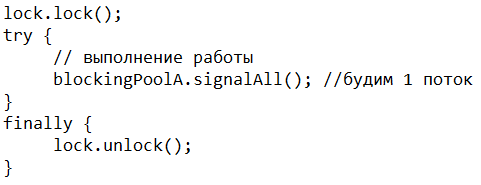 lock.lock();
try {
// выполнение работы
blockingPoolA.signalAll(); //будим 1 поток
}
finally {
lock.unlock();
}